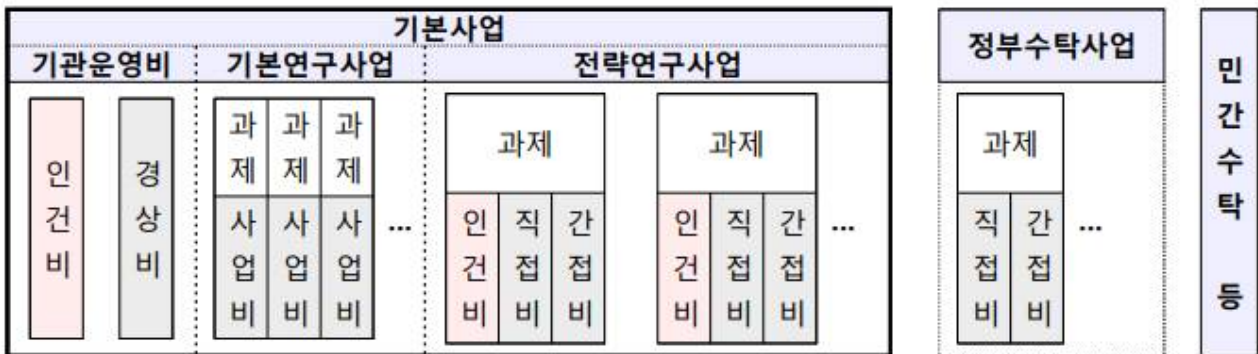 기본사업
기관운영비
기본연구사업
전략연구사업
인건비
경상비
과제
과제
과제
사업비
사업비
사업비
...
과제
인건비
직접비
간접비
과제
인건비
직접비
간접비
...
정부수탁사업
과제
직접비
간접비
...
민간수탁 등